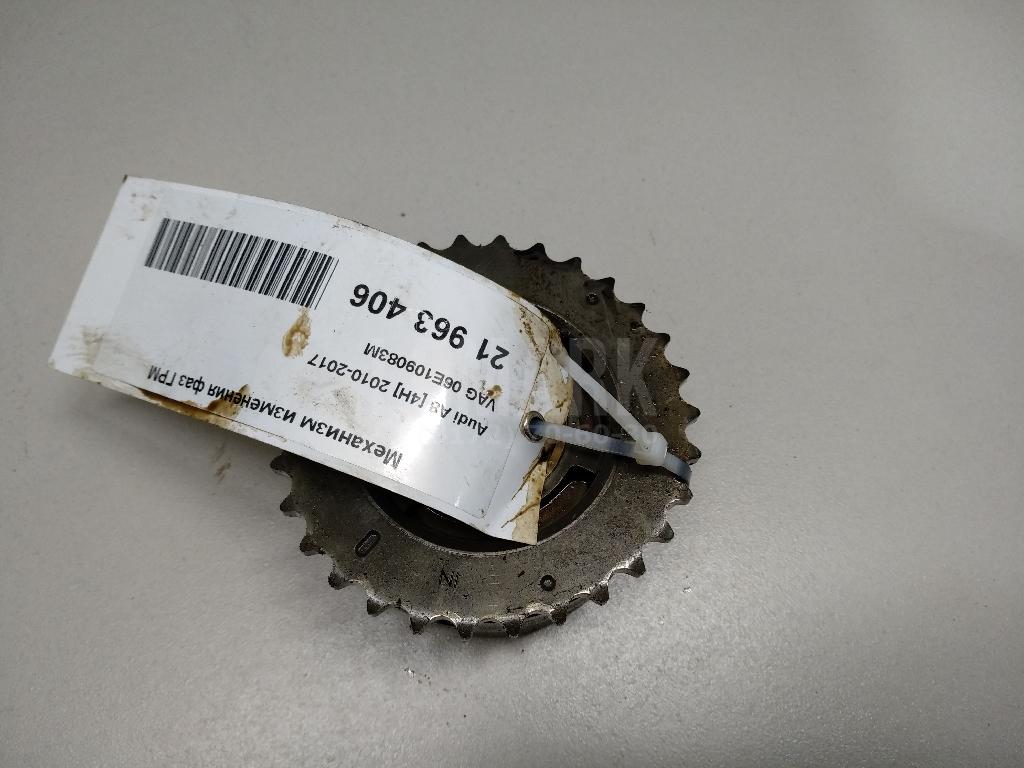 Механизм изменения фаз ГРМ
Audi A8 [4H] 2010-2017
VAG 06E109083M
21 963 406